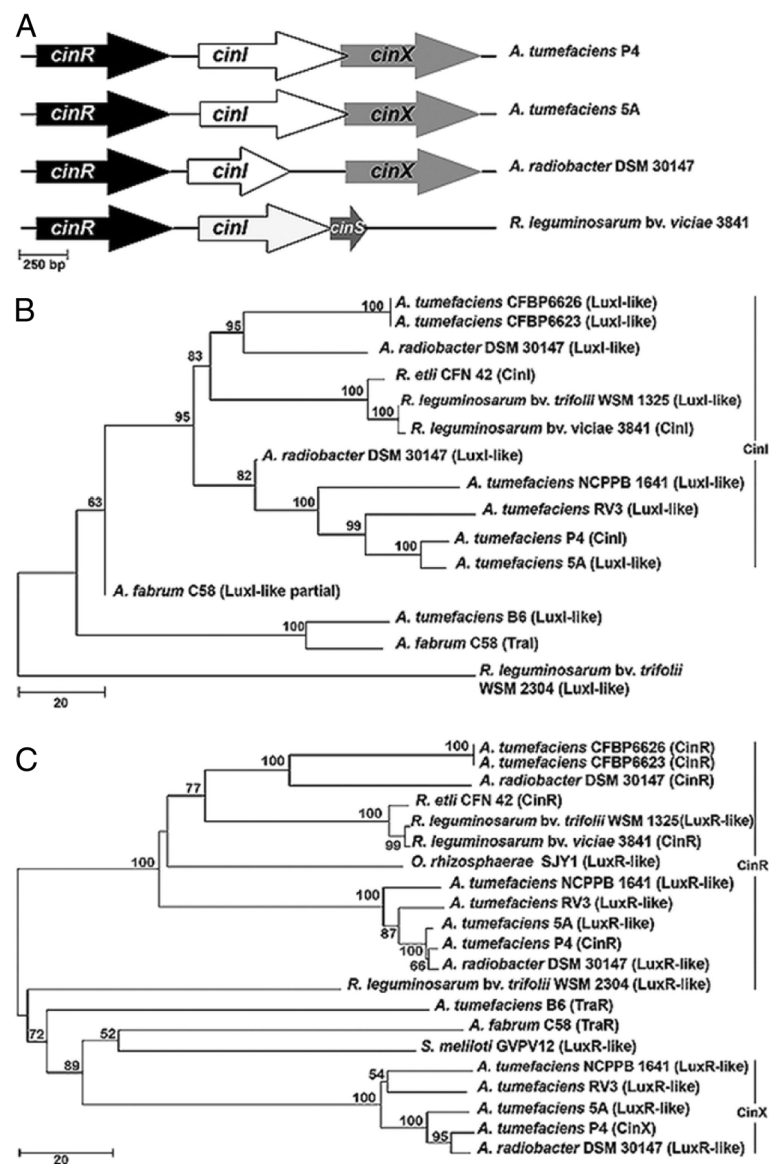 A
cinR cinI cinX A. tumefaciens P4
cinR cinI cinX A. tumefaciens 5A
cinR cinI cinX A. radiobacter DSM 30147
cinR cinI cinS R. leguminosarum bv. viciae 3841
250 bp
B
100 A. tumefaciens CFBP6626 (LuxI-like)
A. tumefaciens CFBP6623 (LuxI-like)
95
A. radiobacter DSM 30147 (LuxI-like)
83
R. etli CFN 42 (CinI)
100
R. leguminosarum bv. trifolii WSM 1325 (LuxI-like)
100
R. leguminosarum bv. viciae 3841 (CinI)
95
CinI
A. radiobacter DSM 30147 (LuxI-like)
82
A. tumefaciens NCPPB 1641 (LuxI-like)
100
A. tumefaciens RV3 (LuxI-like)
63
99
A. tumefaciens P4 (CinI)
100
A. tumefaciens 5A (LuxI-like)
A. fabrum C58 (LuxI-like partial)
A. tumefaciens B6 (LuxI-like)
100
A. fabrum C58 (TraI)
R. leguminosarum bv. trifolii
WSM 2304 (LuxI-like)
20
C
100 A. tumefaciens CFBP6626 (CinR)
A. tumefaciens CFBP6623 (CinR)
100
A. radiobacter DSM 30147 (CinR)
77
R. etli CFN 42 (CinR)
100
R. leguminosarum bv. trifolii WSM 1325(LuxR-like)
99
R. leguminosarum bv. viciae 3841 (CinR)
O. rhizosphaerae SJY1 (LuxR-like)
100
CinR
A. tumefaciens NCPPB 1641 (LuxR-like)
100
A. tumefaciens RV3 (LuxR-like)
87
A. tumefaciens 5A (LuxR-like)
100
A. tumefaciens P4 (CinR)
66
A. radiobacter DSM 30147 (LuxR-like)
R. leguminosarum bv. trifolii WSM 2304 (LuxR-like)
72
A. tumefaciens B6 (TraR)
52 A. fabrum C58 (TraR)
S. meliloti GVPV12 (LuxR-like)
89
A. tumefaciens NCPPB 1641 (LuxR-like)
54
A. tumefaciens RV3 (LuxR-like)
100
A. tumefaciens 5A (LuxR-like)
CinX
100
A. tumefaciens P4 (CinX)
95
A. radiobacter DSM 30147 (LuxR-like)
20